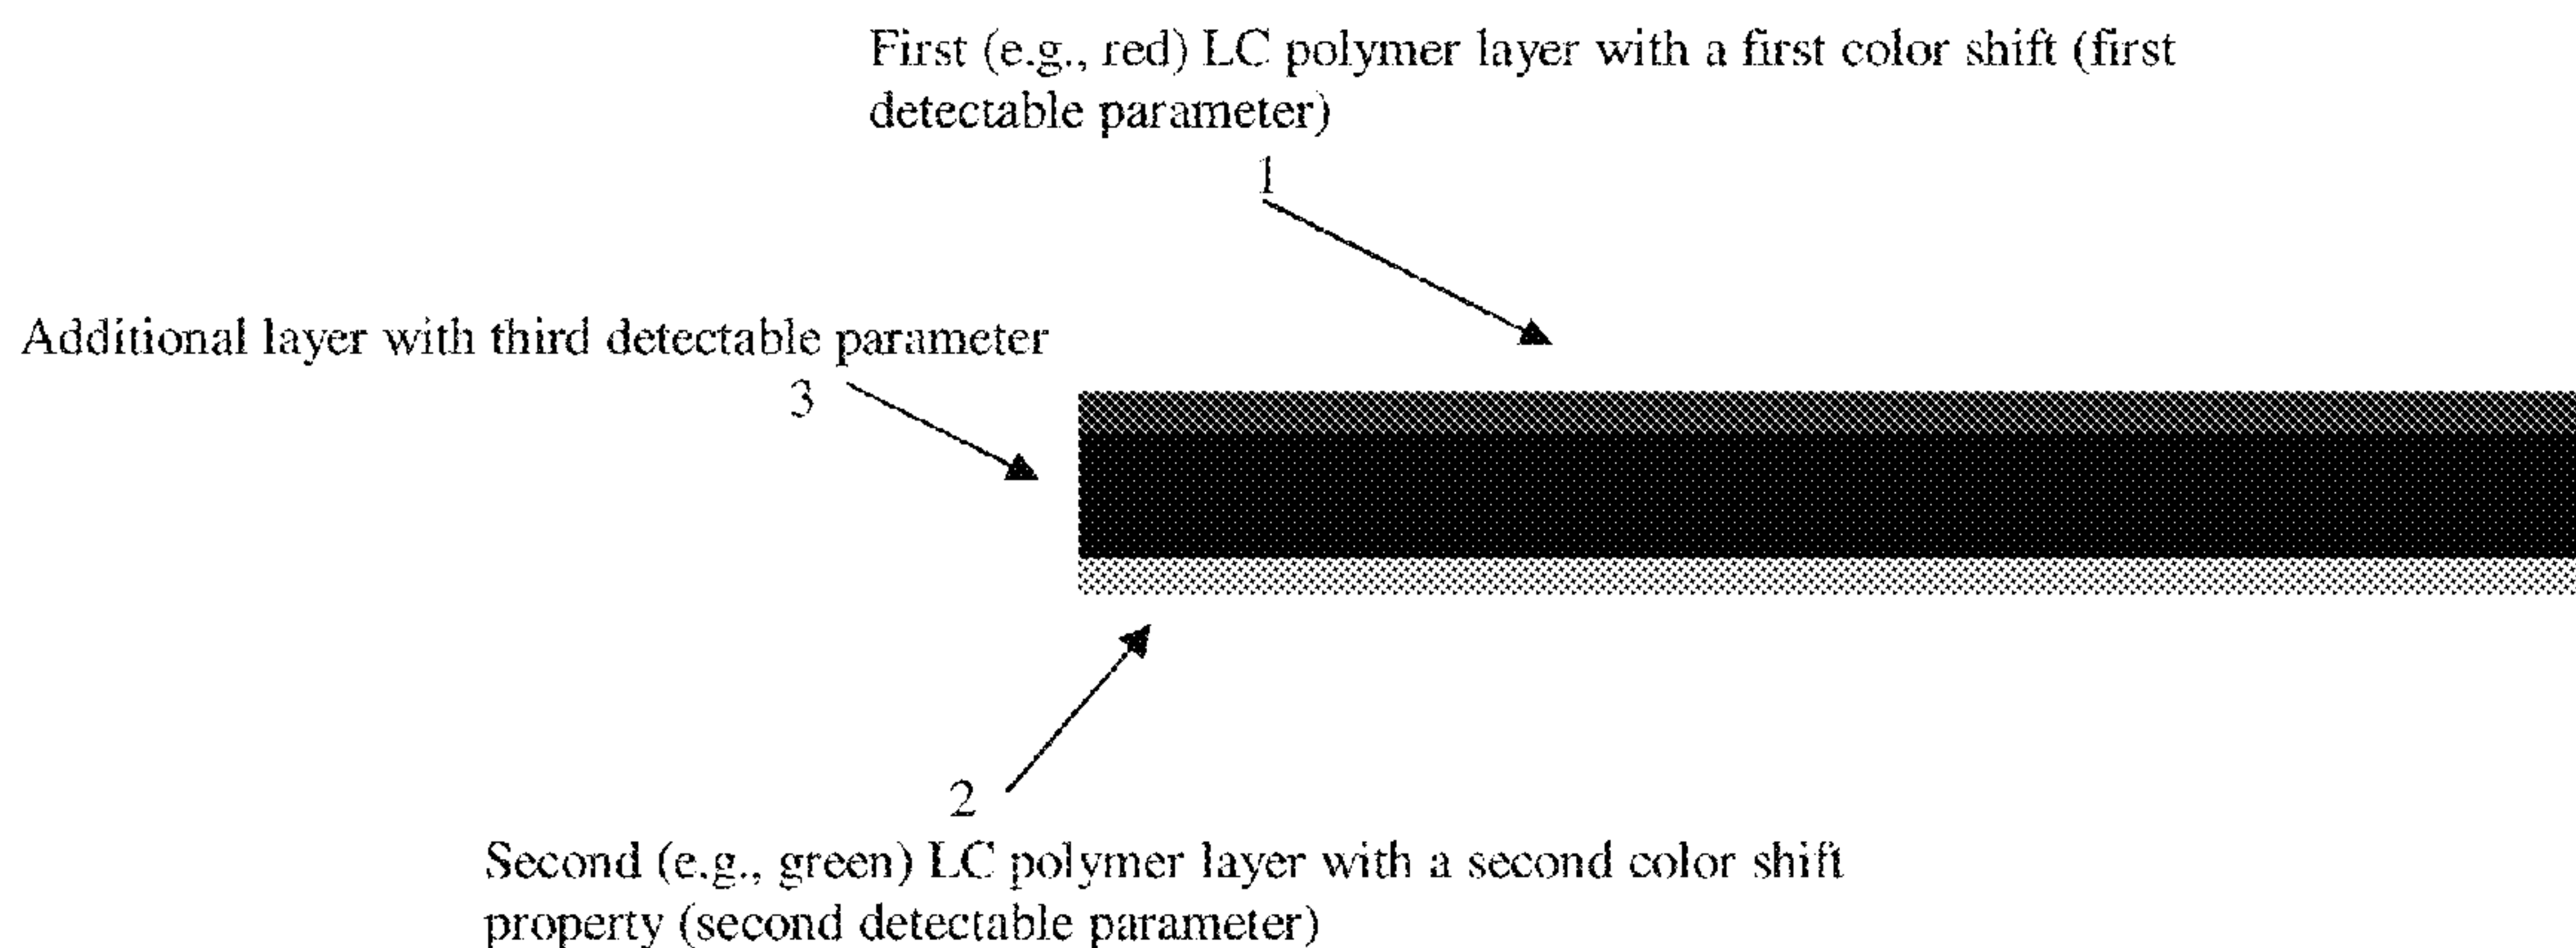 First (e.g., red) LC polymer layer with a first color shift (first
detectable parameter)
1
Additional layer with third detectable parameter
3
2
Second (e.g., green) LC polymer layer with a second color shift
property (second detectable parameter)